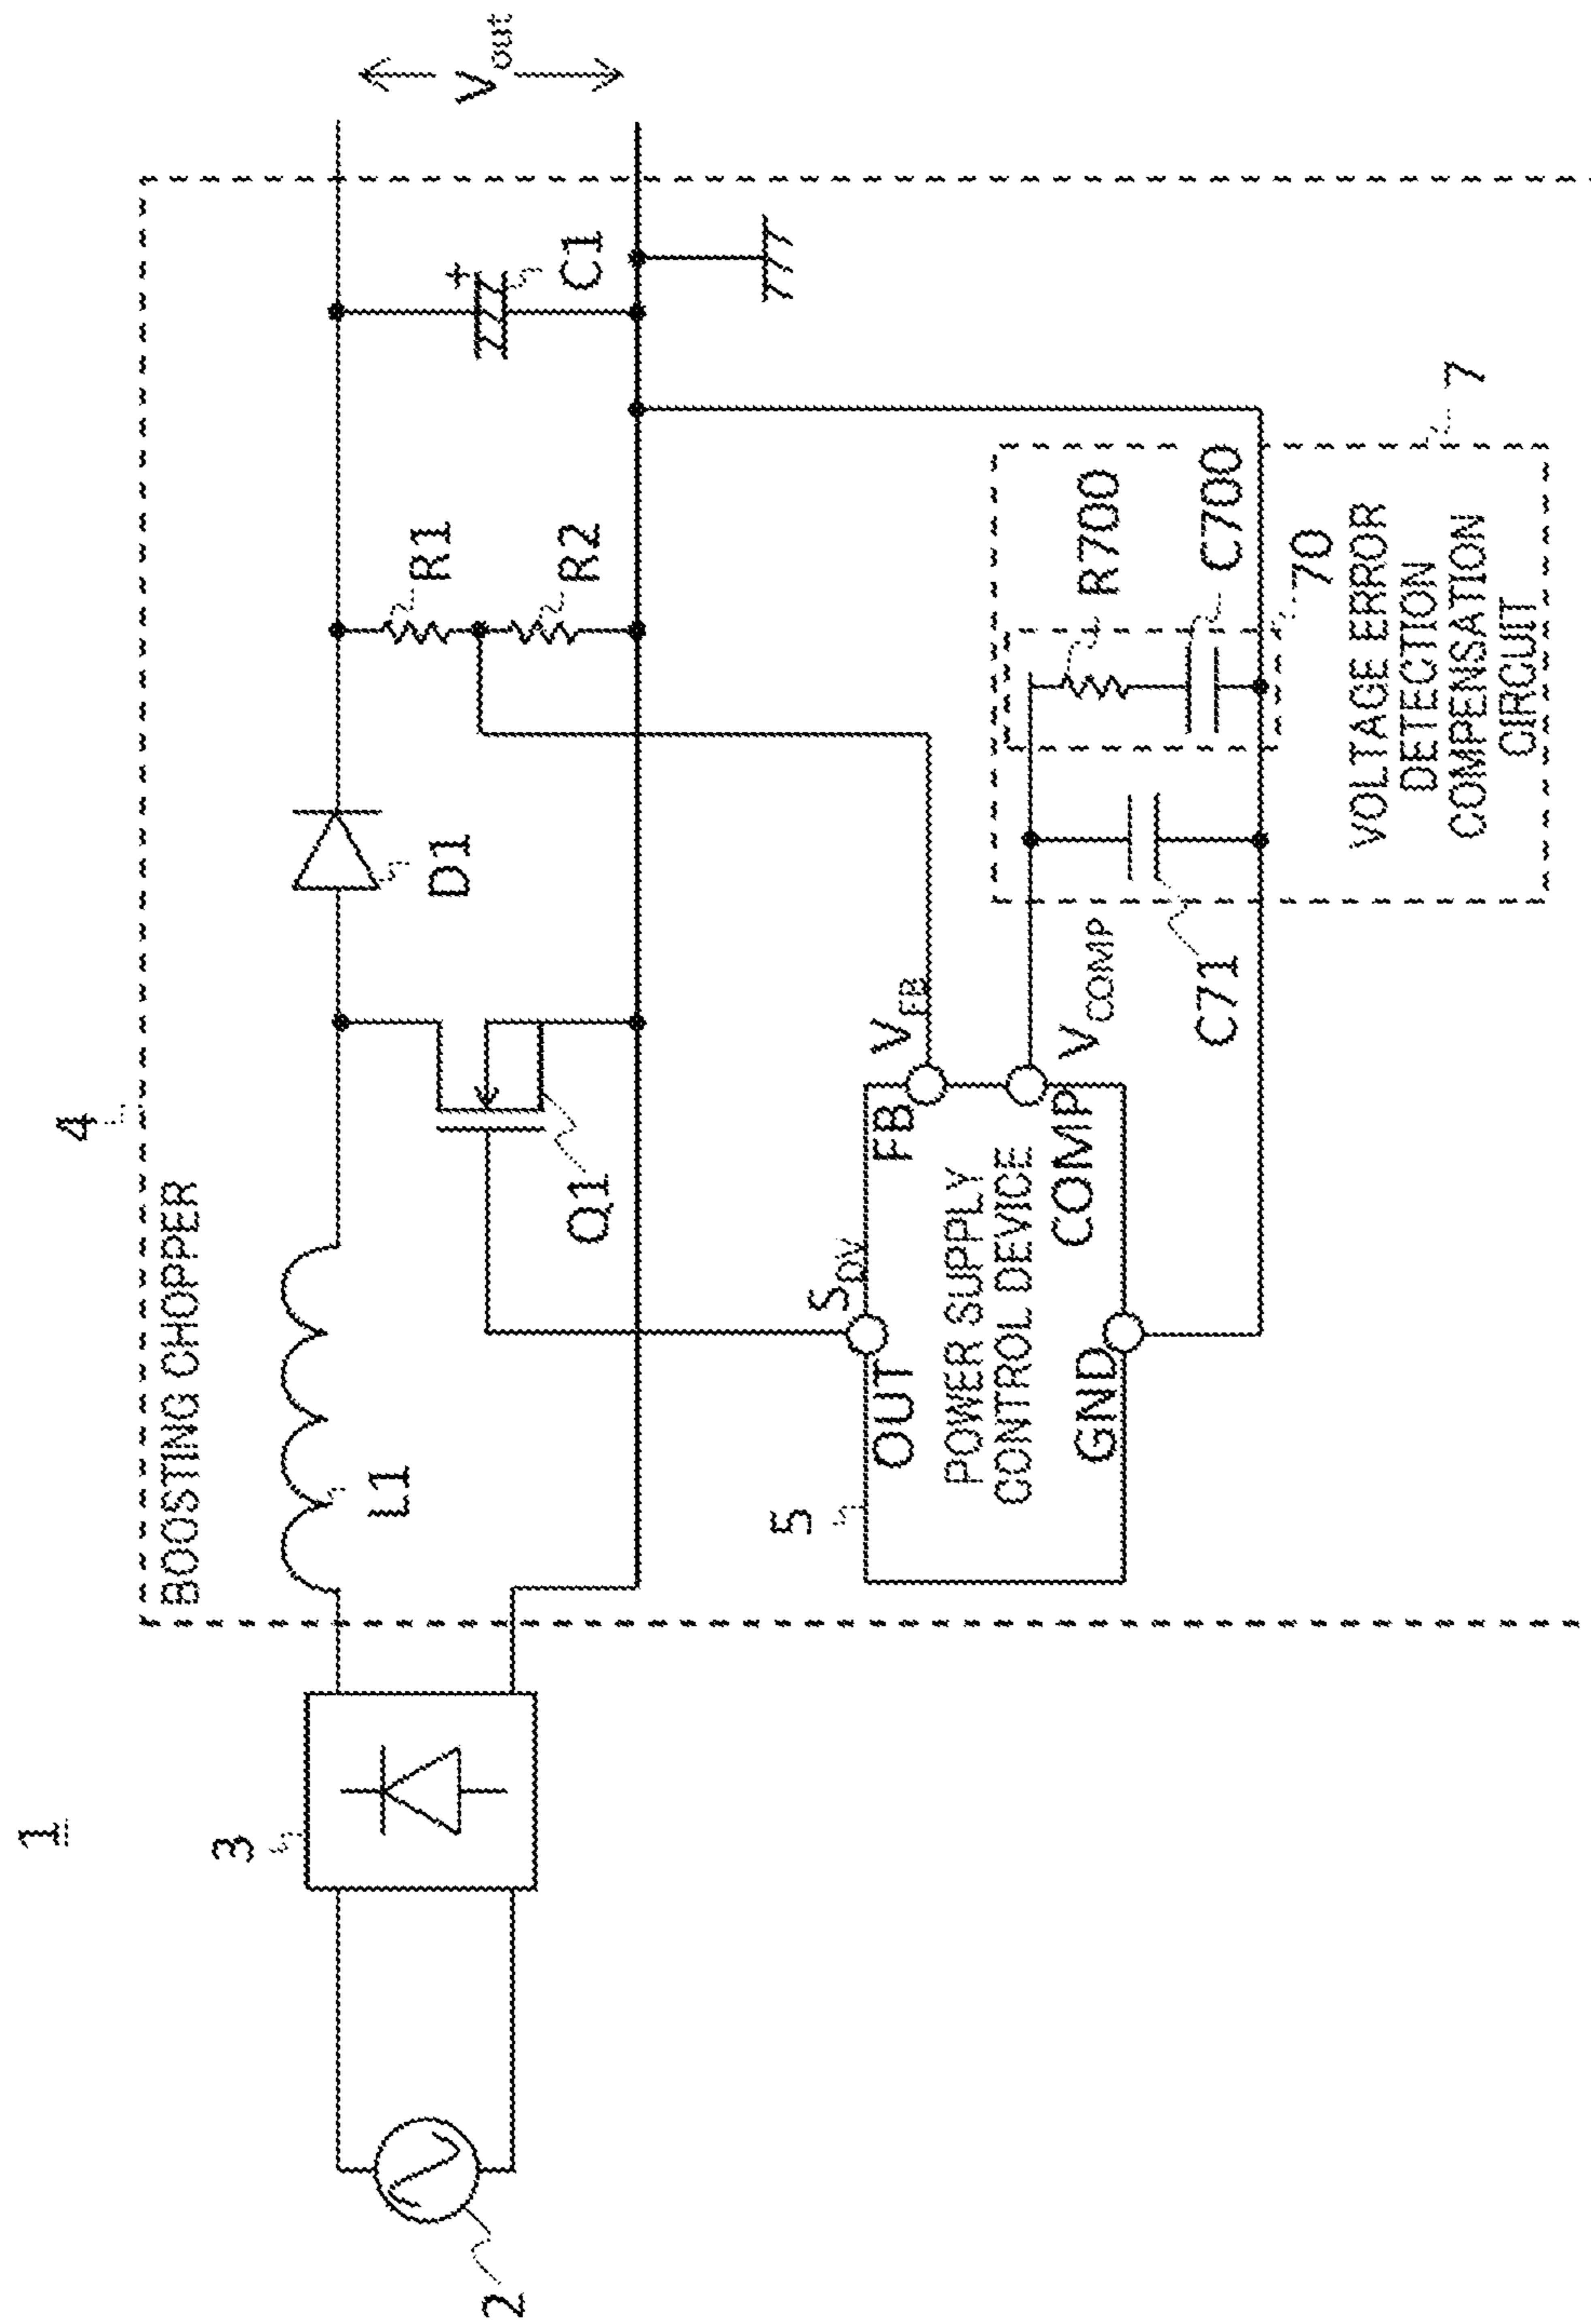 1
4
BOOSTING CHOPPER
3
2
L1
D1
R1
R2
+
C1
Vout
Q1
5
SDV
OUT
FB
VFB
POWER SUPPLY
CONTROL DEVICE
COMP
VCOMP
GND
C71
R700
C700
70
7
VOLTAGE ERROR
DETECTION
COMPENSATION
CIRCUIT